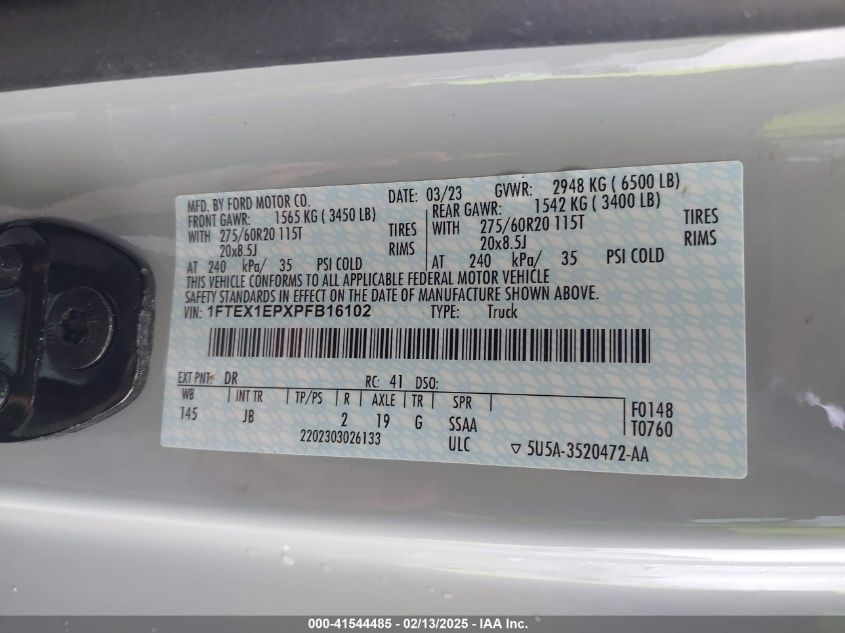 MFD. BY FORD MOTOR CO. DATE: 03/23 GVWR: 2948 KG ( 6500 LB)
FRONT GAWR: 1565 KG ( 3450 LB) REAR GAWR: 1542 KG ( 3400 LB)
WITH 275/60R20 115T TIRES WITH 275/60R20 115T TIRES
20x8.5J RIMS 20x8.5J RIMS
AT 240 kPa/ 35 PSI COLD AT 240 kPa/ 35 PSI COLD
THIS VEHICLE CONFORMS TO ALL APPLICABLE FEDERAL MOTOR VEHICLE
SAFETY STANDARDS IN EFFECT ON THE DATE OF MANUFACTURE SHOWN ABOVE.
VIN: 1FTEX1EPXPFB16102 TYPE: Truck
EXT PNT: DR RC: 41 DSO:
WB INT TR TP/PS R AXLE TR SPR
145 JB 2 19 G SSAA
F0148
T0760
2202303026133 ULC ▽ 5U5A-3520472-AA
000-41544485 - 02/13/2025 - IAA Inc.